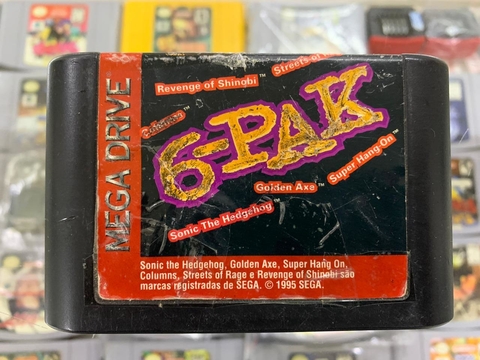 MEGA DRIVE
Revenge of Shinobi™
Streets of
Columns™
6-PAK
Golden Axe™
Super Hang On™
Sonic The Hedgehog™
Sonic the Hedgehog, Golden Axe, Super Hang On,
Columns, Streets of Rage e Revenge of Shinobi são
marcas registradas de SEGA. © 1995 SEGA.